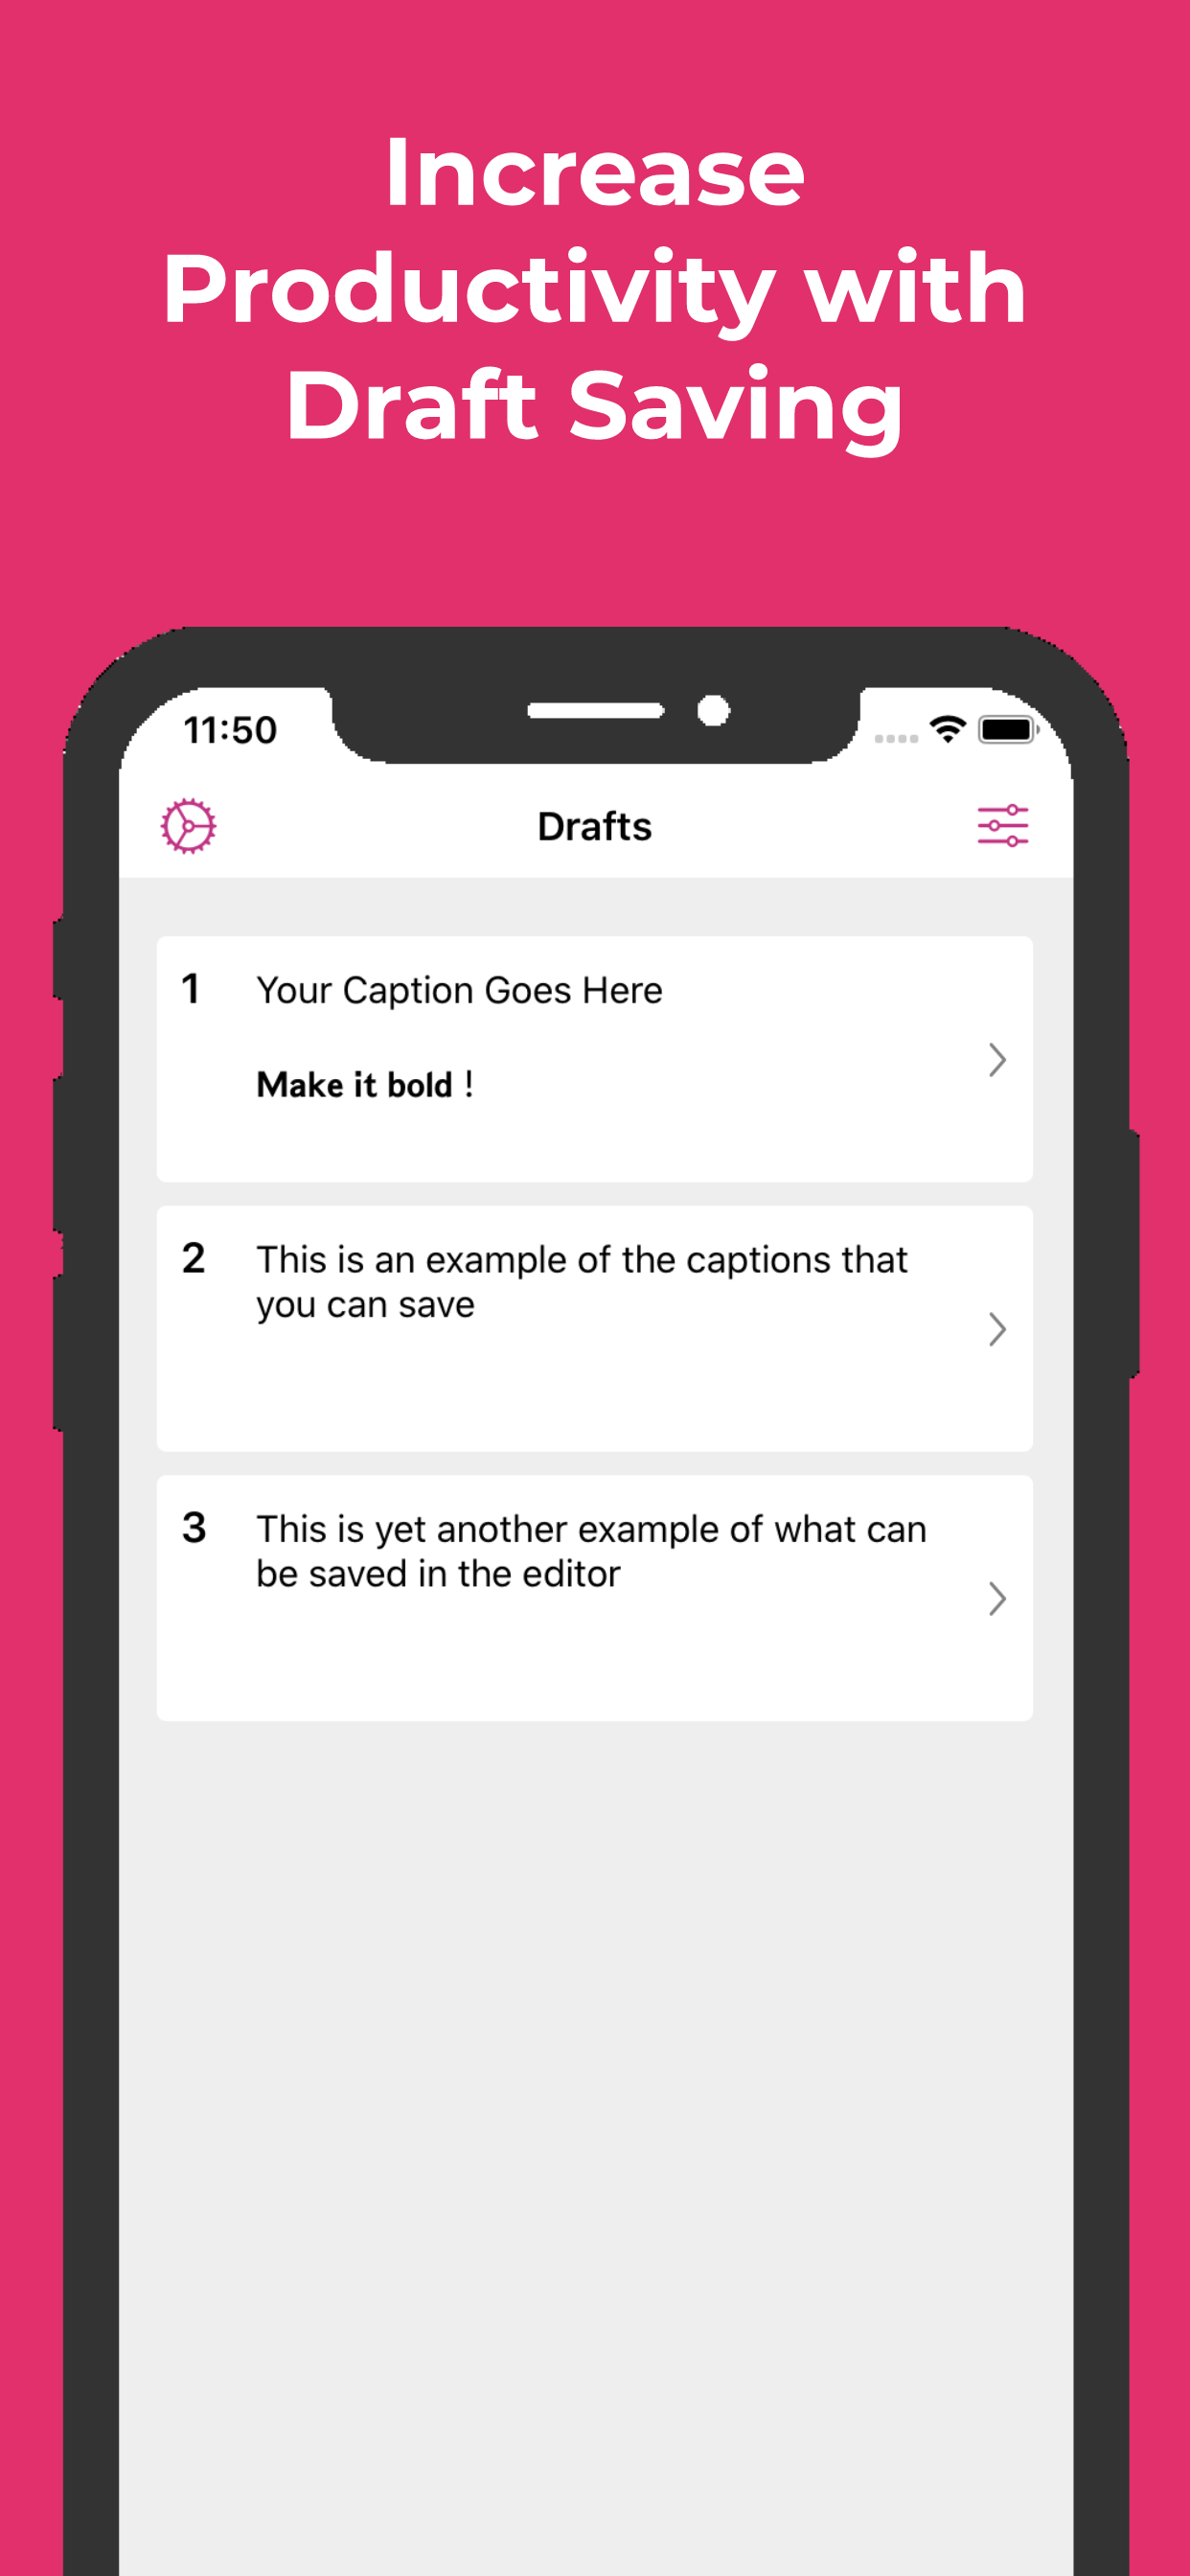 Increase
Productivity with
Draft Saving
11:50
Drafts
1
Your Caption Goes Here
Make it bold !
2
This is an example of the captions that
you can save
3
This is yet another example of what can
be saved in the editor